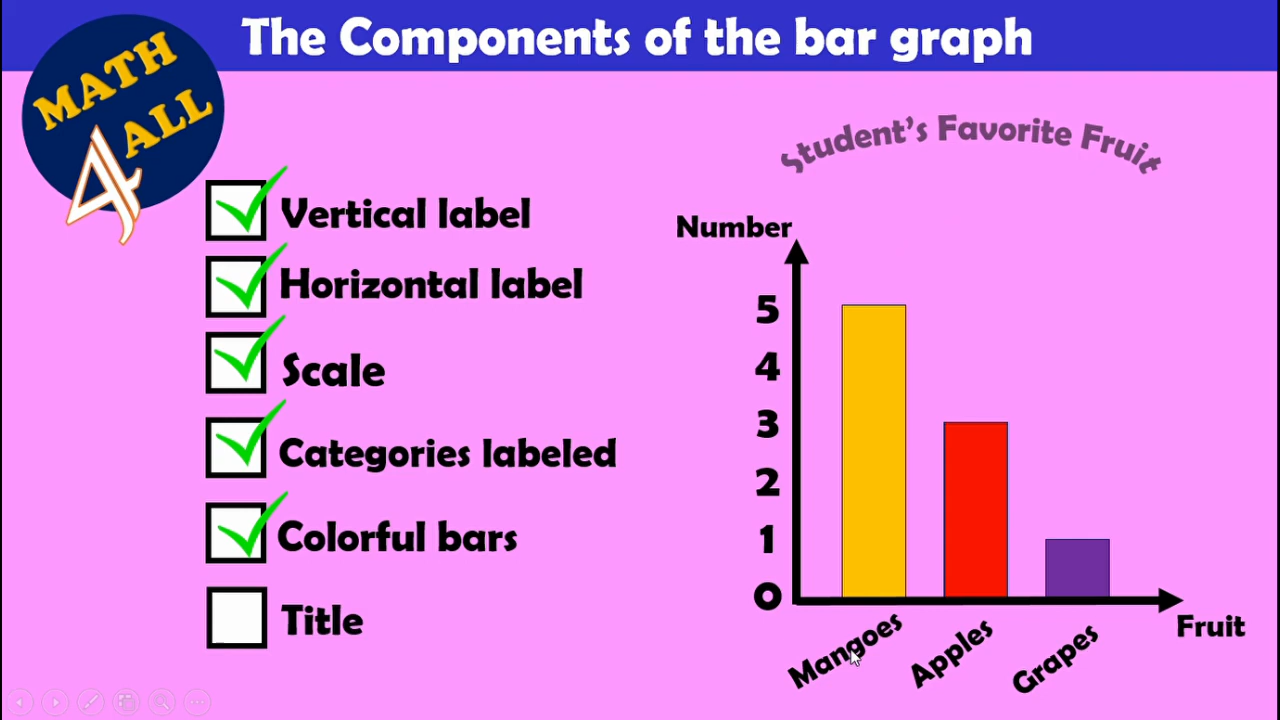 The Components of the bar graph
MATH
4 ALL
Vertical label
Horizontal label
Scale
Categories labeled
Colorful bars
Title
Student's Favorite Fruit
Number
5
4
3
2
1
0
Mangoes
Apples
Grapes
Fruit